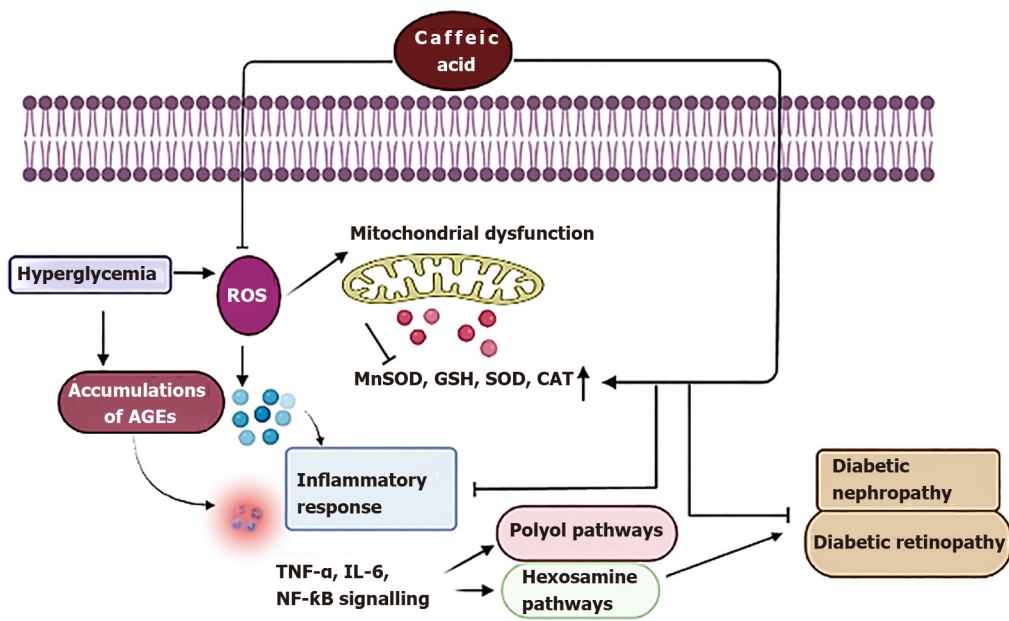 Caffeic
acid
Mitochondrial dysfunction
Hyperglycemia
ROS
MnSOD, GSH, SOD, CAT
Accumulations
of AGEs
Inflammatory
response
Diabetic
nephropathy
Diabetic retinopathy
Polyol pathways
TNF-α, IL-6,
NF-ƙB signalling
Hexosamine
pathways